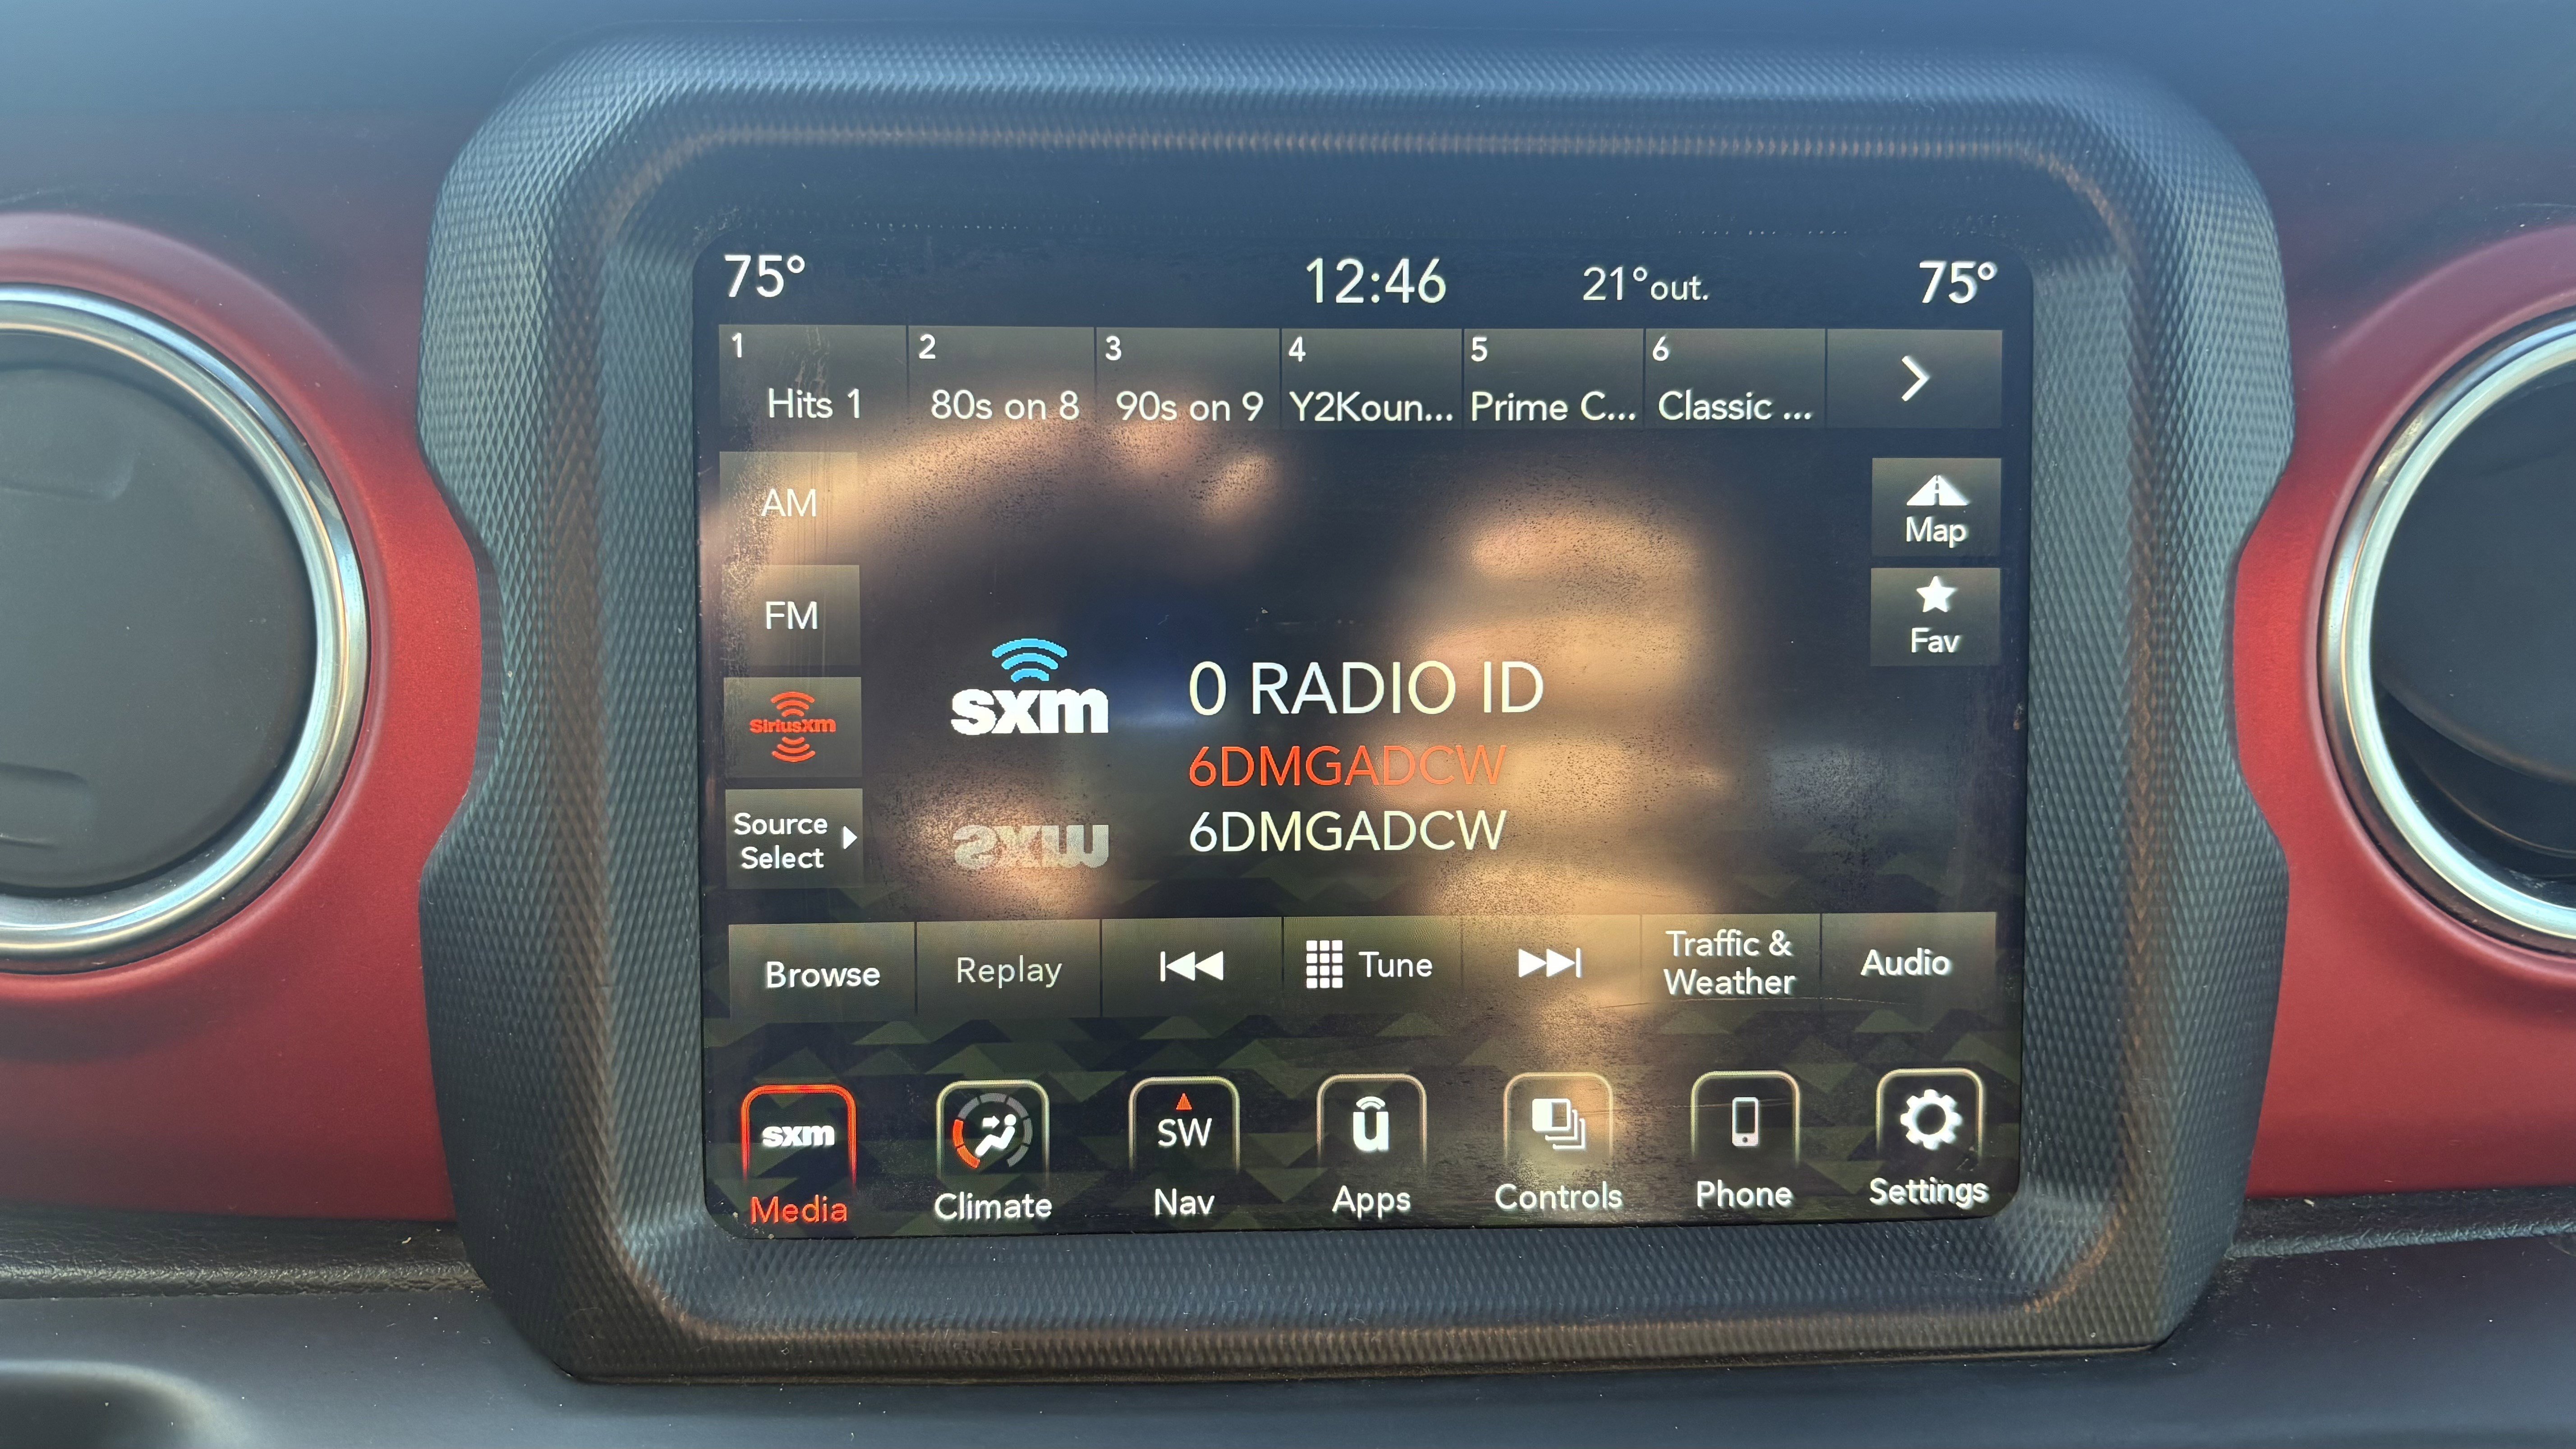 75° 12:46 21°out. 75°
1 2 3 4 5 6
Hits 1 80s on 8 90s on 9 Y2Koun... Prime C... Classic ...
AM
Map
FM
Fav
sxm
0 RADIO ID
SiriusXM
6DMGADCW
6DMGADCW
Source
Select
sxm
Browse Replay Tune Traffic &
Weather Audio
sxm SW u
Media Climate Nav Apps Controls Phone Settings